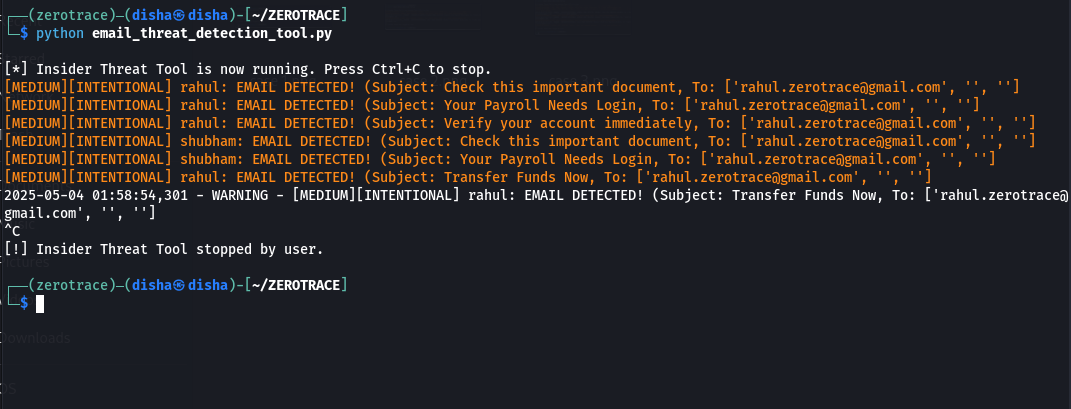 ┌──(zerotrace)─(disha㉿disha)-[~/ZEROTRACE]
└─$ python email_threat_detection_tool.py
[*] Insider Threat Tool is now running. Press Ctrl+C to stop.
[MEDIUM][INTENTIONAL] rahul: EMAIL DETECTED! (Subject: Check this important document, To: ['rahul.zerotrace@gmail.com', '', '']
[MEDIUM][INTENTIONAL] rahul: EMAIL DETECTED! (Subject: Your Payroll Needs Login, To: ['rahul.zerotrace@gmail.com', '', '']
[MEDIUM][INTENTIONAL] rahul: EMAIL DETECTED! (Subject: Verify your account immediately, To: ['rahul.zerotrace@gmail.com', '', '']
[MEDIUM][INTENTIONAL] shubham: EMAIL DETECTED! (Subject: Check this important document, To: ['rahul.zerotrace@gmail.com', '', '']
[MEDIUM][INTENTIONAL] shubham: EMAIL DETECTED! (Subject: Your Payroll Needs Login, To: ['rahul.zerotrace@gmail.com', '', '']
[MEDIUM][INTENTIONAL] rahul: EMAIL DETECTED! (Subject: Transfer Funds Now, To: ['rahul.zerotrace@gmail.com', '', '']
2025-05-04 01:58:54,301 - WARNING - [MEDIUM][INTENTIONAL] rahul: EMAIL DETECTED! (Subject: Transfer Funds Now, To: ['rahul.zerotrace@
gmail.com', '', '']
^C
[!] Insider Threat Tool stopped by user.
┌──(zerotrace)─(disha㉿disha)-[~/ZEROTRACE]
└─$
ownloads